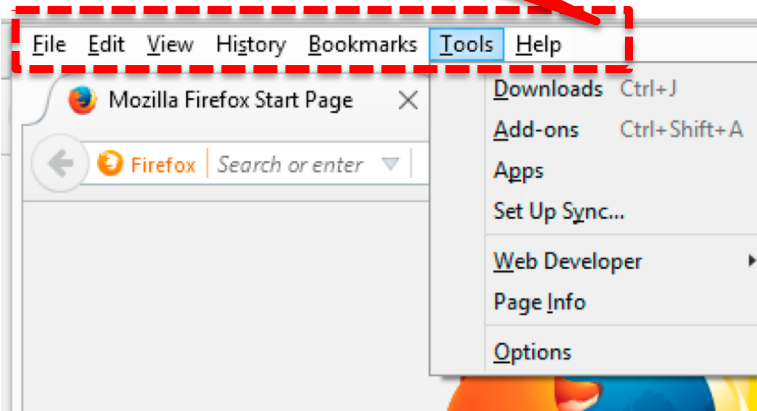 File Edit View History Bookmarks Tools Help
Mozilla Firefox Start Page
Firefox Search or enter
Downloads Ctrl+J
Add-ons Ctrl+Shift+A
Apps
Set Up Sync...
Web Developer
Page Info
Options